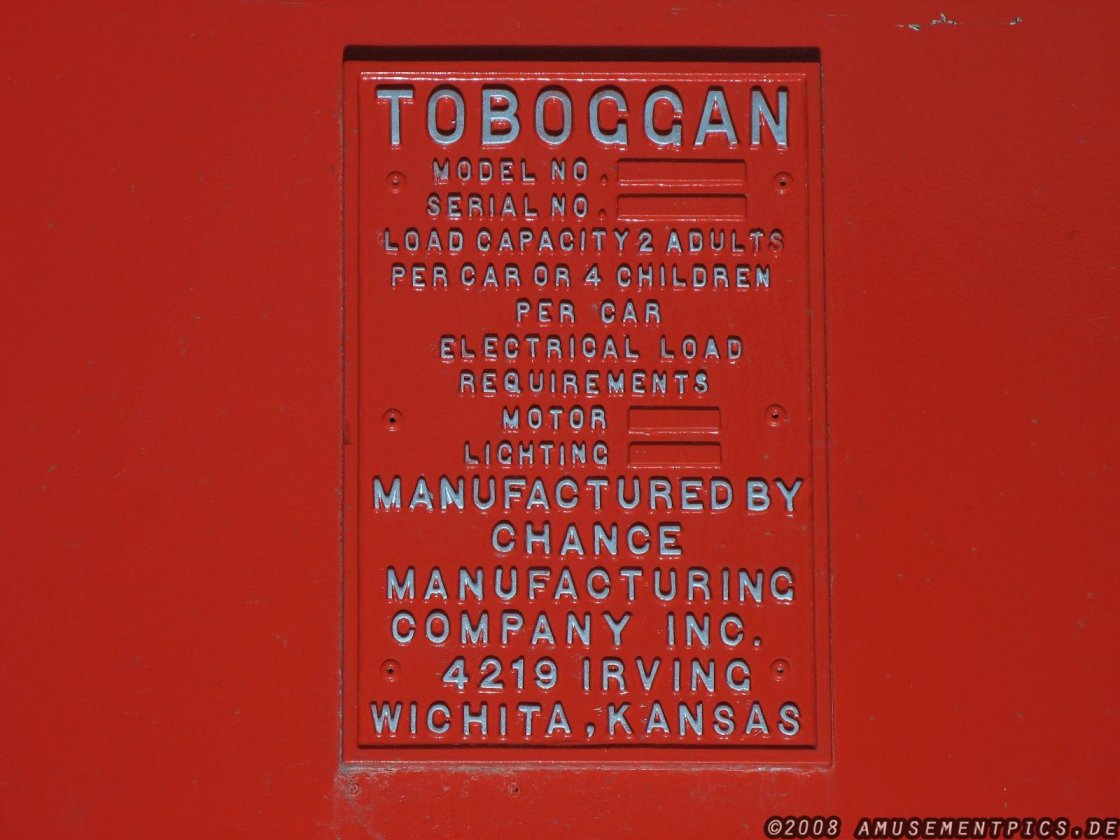 TOBOGGAN
MODEL NO.
SERIAL NO.
LOAD CAPACITY 2 ADULTS
PER CAR OR 4 CHILDREN
PER CAR
ELECTRICAL LOAD
REQUIREMENTS
MOTOR
LIGHTING
MANUFACTURED BY
CHANCE
MANUFACTURING
COMPANY INC.
4219 IRVING
WICHITA, KANSAS
©2008 AMUSEMENTPICS.DE